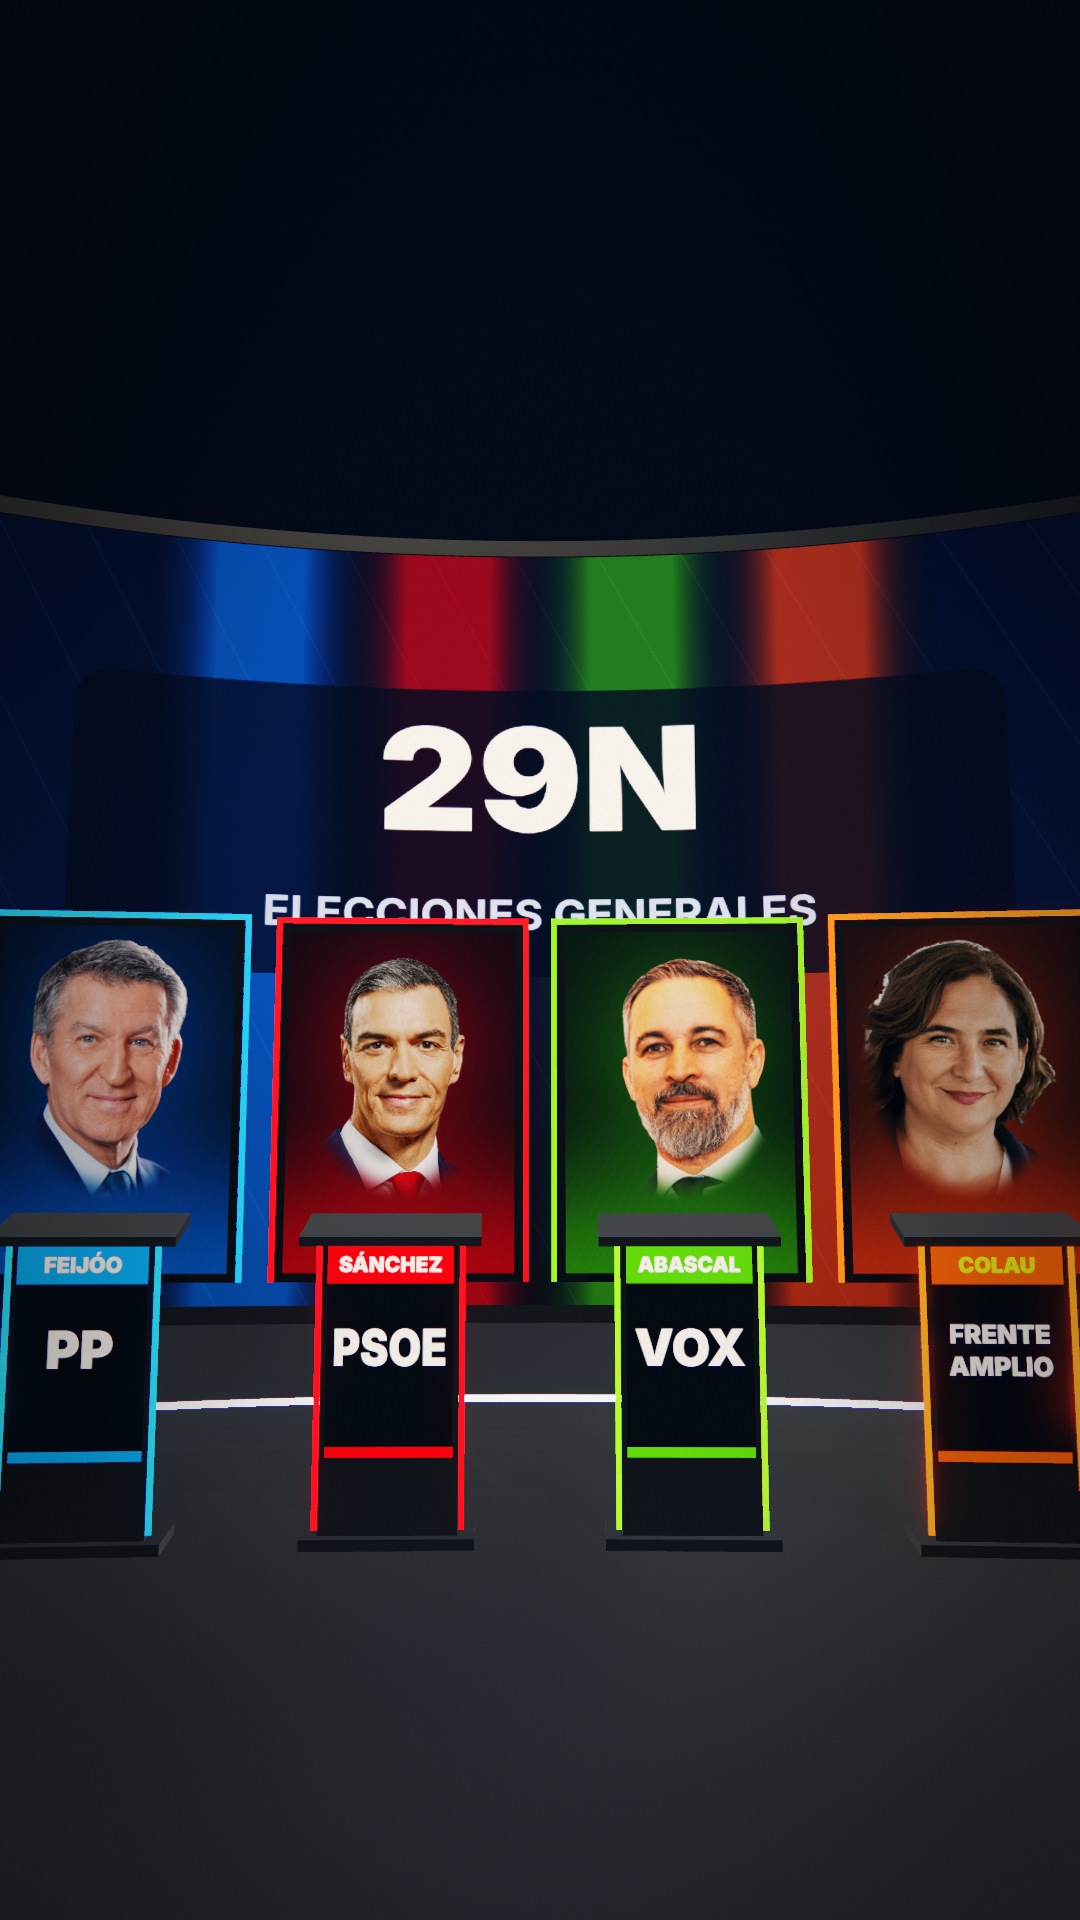 29N
ELECCIONES GENERALES
FEIJÓO
PP
SÁNCHEZ
PSOE
ABASCAL
VOX
COLAU
FRENTE
AMPLIO